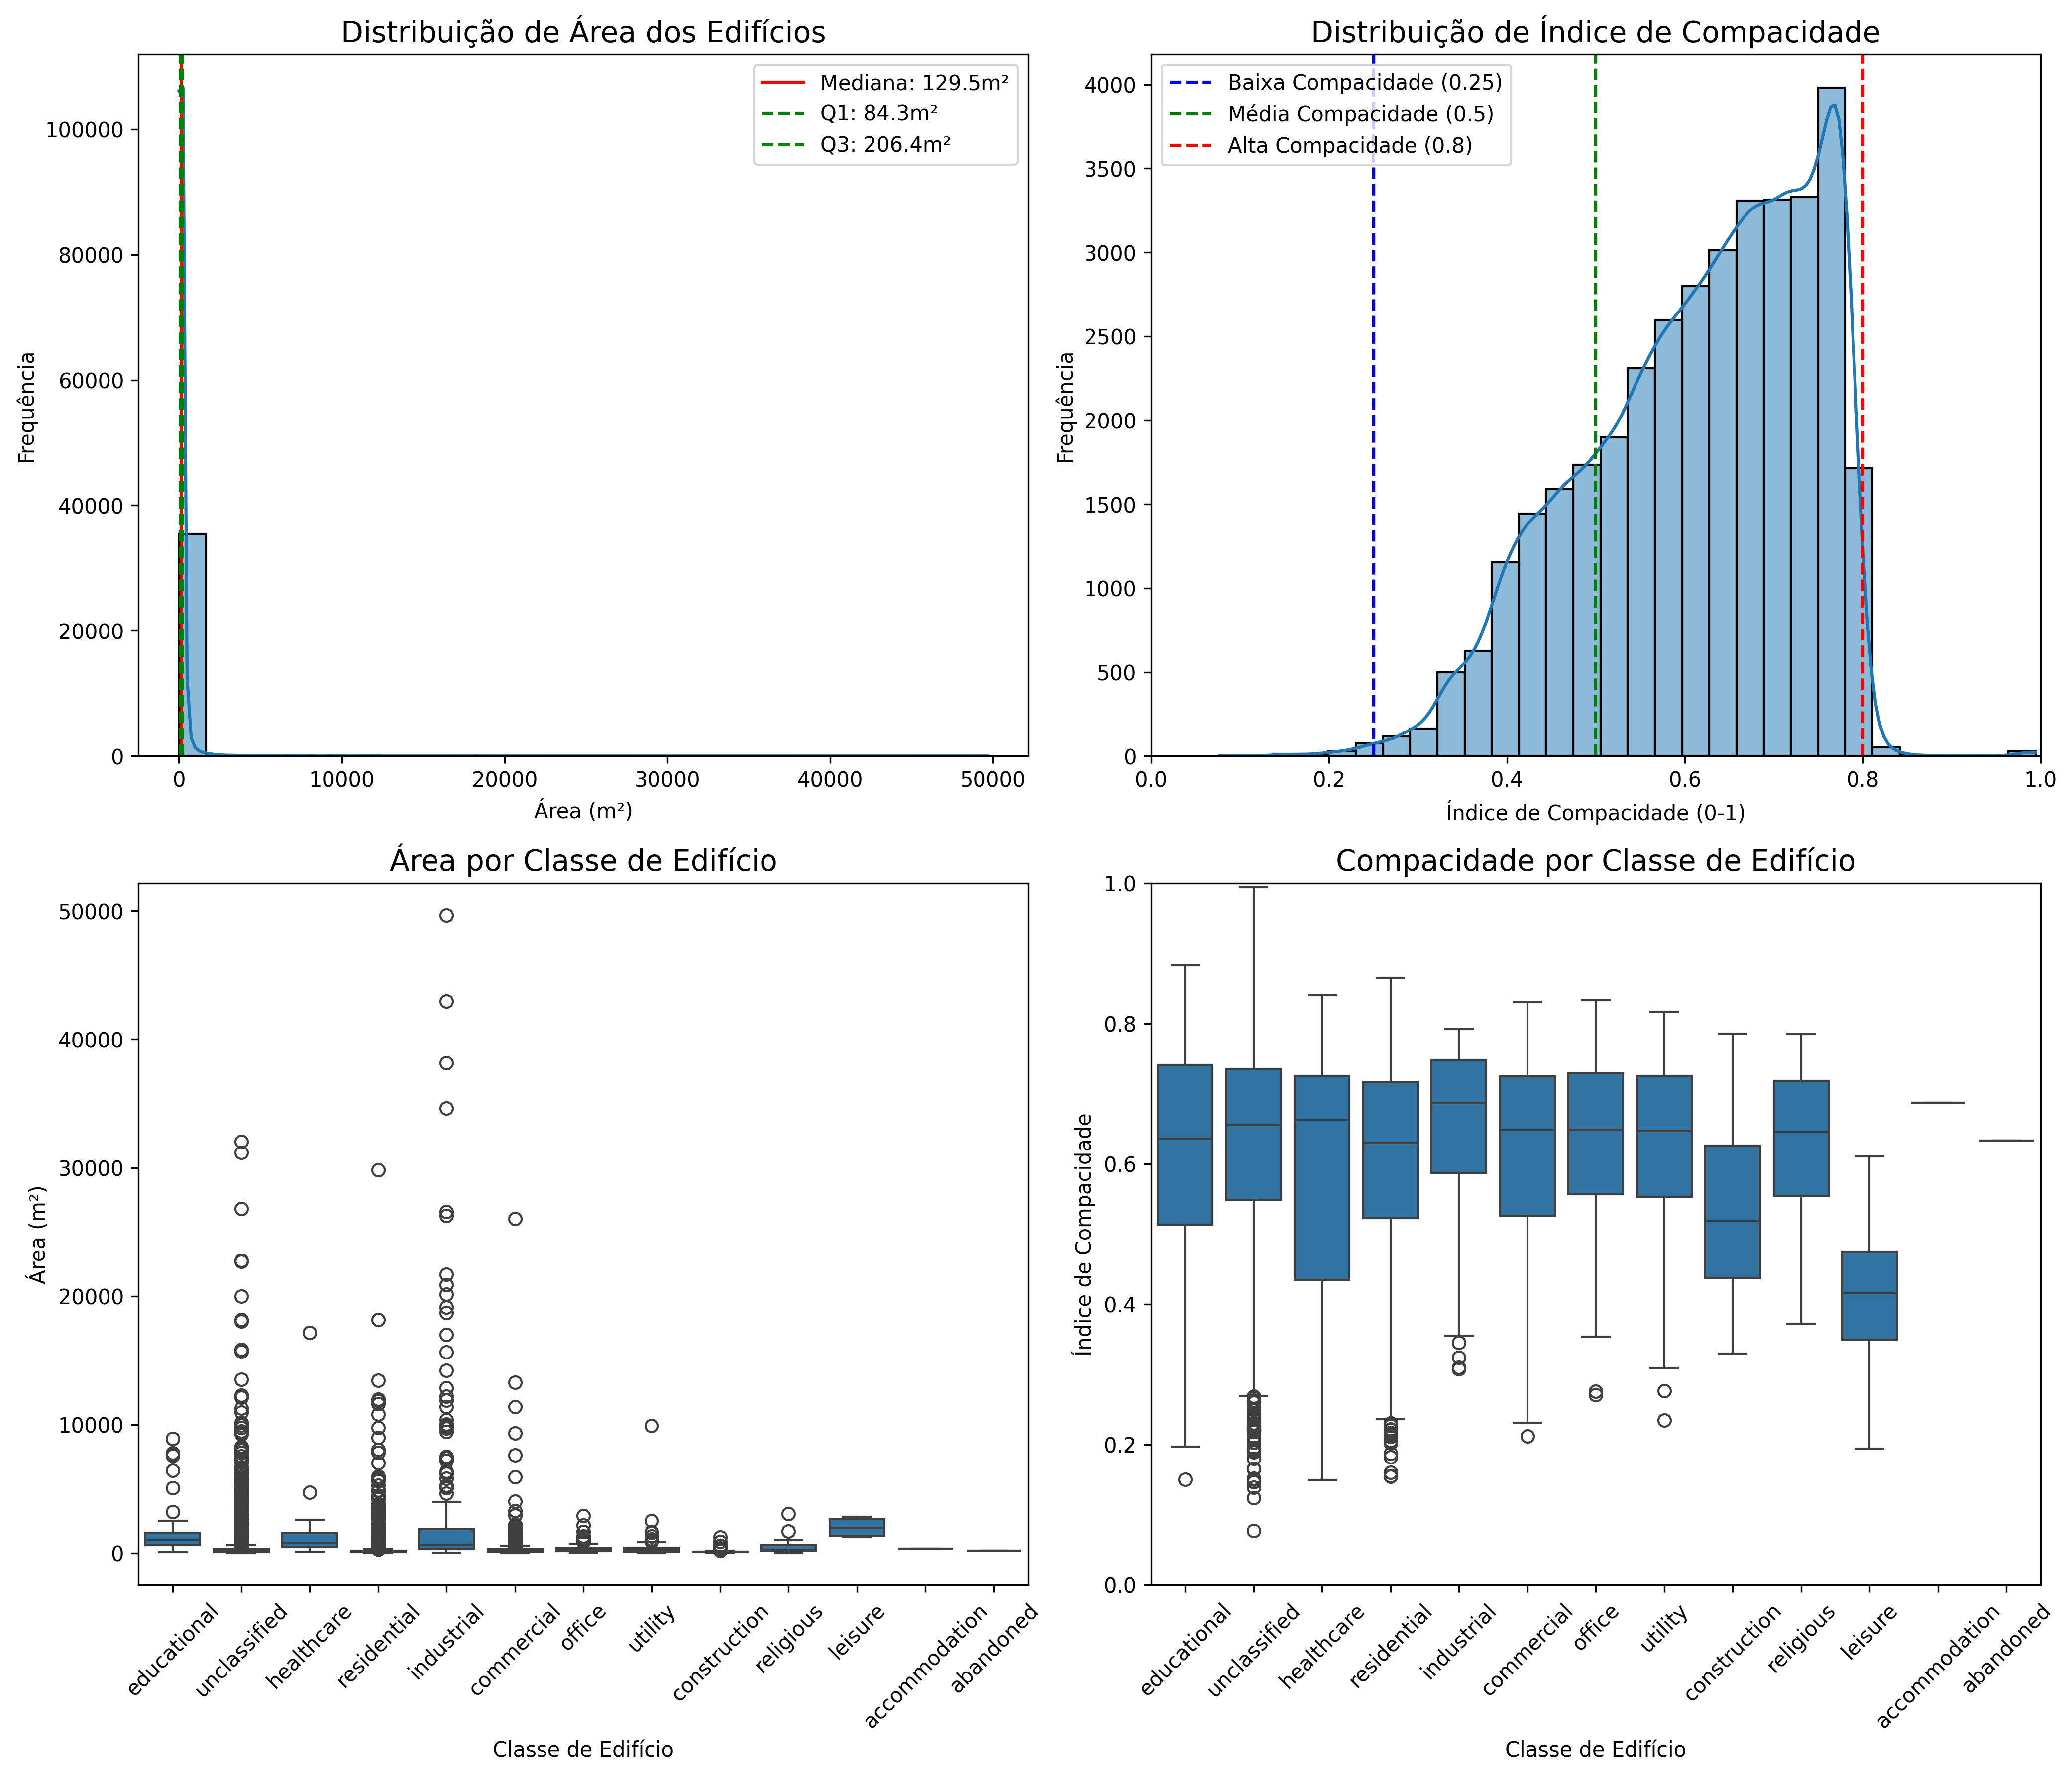 Distribuição de Área dos Edifícios
Mediana: 129.5m²
Q1: 84.3m²
Q3: 206.4m²
Frequência
100000
80000
60000
40000
20000
0
0 10000 20000 30000 40000 50000
Área (m²)
Distribuição de Índice de Compacidade
Baixa Compacidade (0.25)
Média Compacidade (0.5)
Alta Compacidade (0.8)
Frequência
4000
3500
3000
2500
2000
1500
1000
500
0
0.0 0.2 0.4 0.6 0.8 1.0
Índice de Compacidade (0-1)
Área por Classe de Edifício
Área (m²)
50000
40000
30000
20000
10000
0
educational
unclassified
healthcare
residential
industrial
commercial
office
utility
construction
religious
leisure
accommodation
abandoned
Classe de Edifício
Compacidade por Classe de Edifício
Índice de Compacidade
1.0
0.8
0.6
0.4
0.2
0.0
educational
unclassified
healthcare
residential
industrial
commercial
office
utility
construction
religious
leisure
accommodation
abandoned
Classe de Edifício